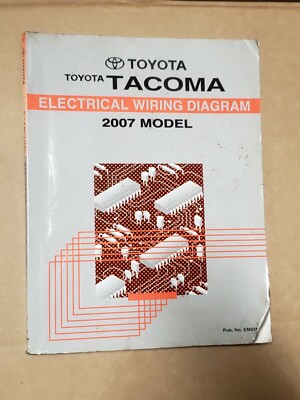 TOYOTA
TOYOTA TACOMA
ELECTRICAL WIRING DIAGRAM
2007 MODEL
Pub. No.